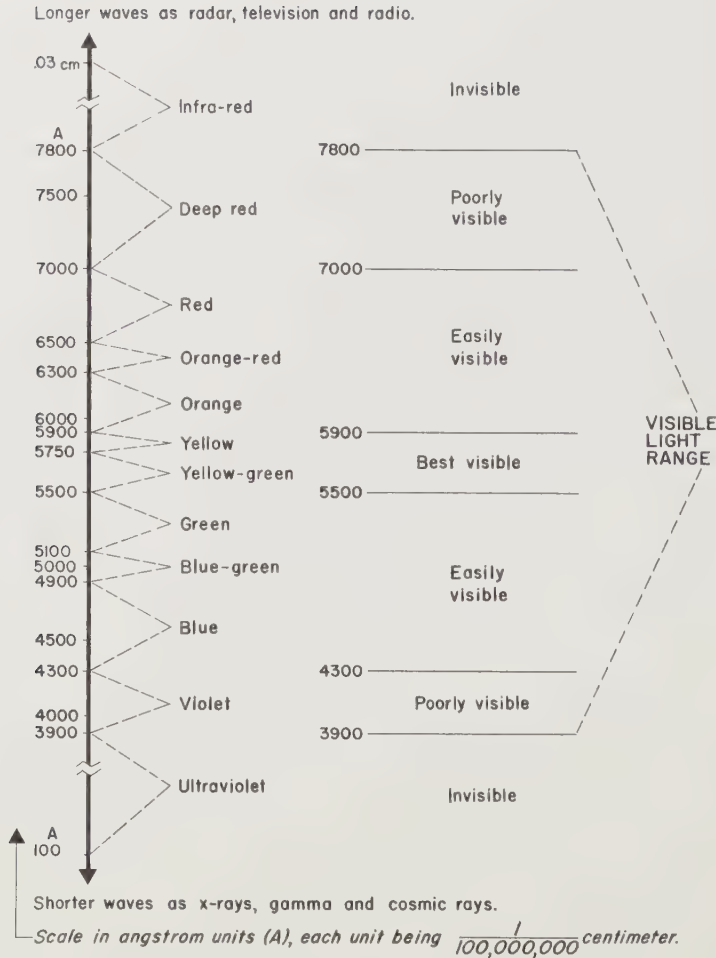 Longer waves as radar, television and radio.
.03 cm
Infra-red
Invisible
A
7800
7800
7500
Deep red
Poorly
visible
7000
7000
Red
6500
Orange-red
Easily
visible
6300
Orange
6000
5900
5900
Yellow
VISIBLE
LIGHT
RANGE
5750
Yellow-green
Best visible
5500
5500
Green
5100
5000
Blue-green
4900
Easily
visible
Blue
4500
4300
4300
Violet
Poorly visible
4000
3900
3900
Ultraviolet
Invisible
A
100
Shorter waves as x-rays, gamma and cosmic rays.
Scale in angstrom units (A), each unit being 1/100,000,000 centimeter.